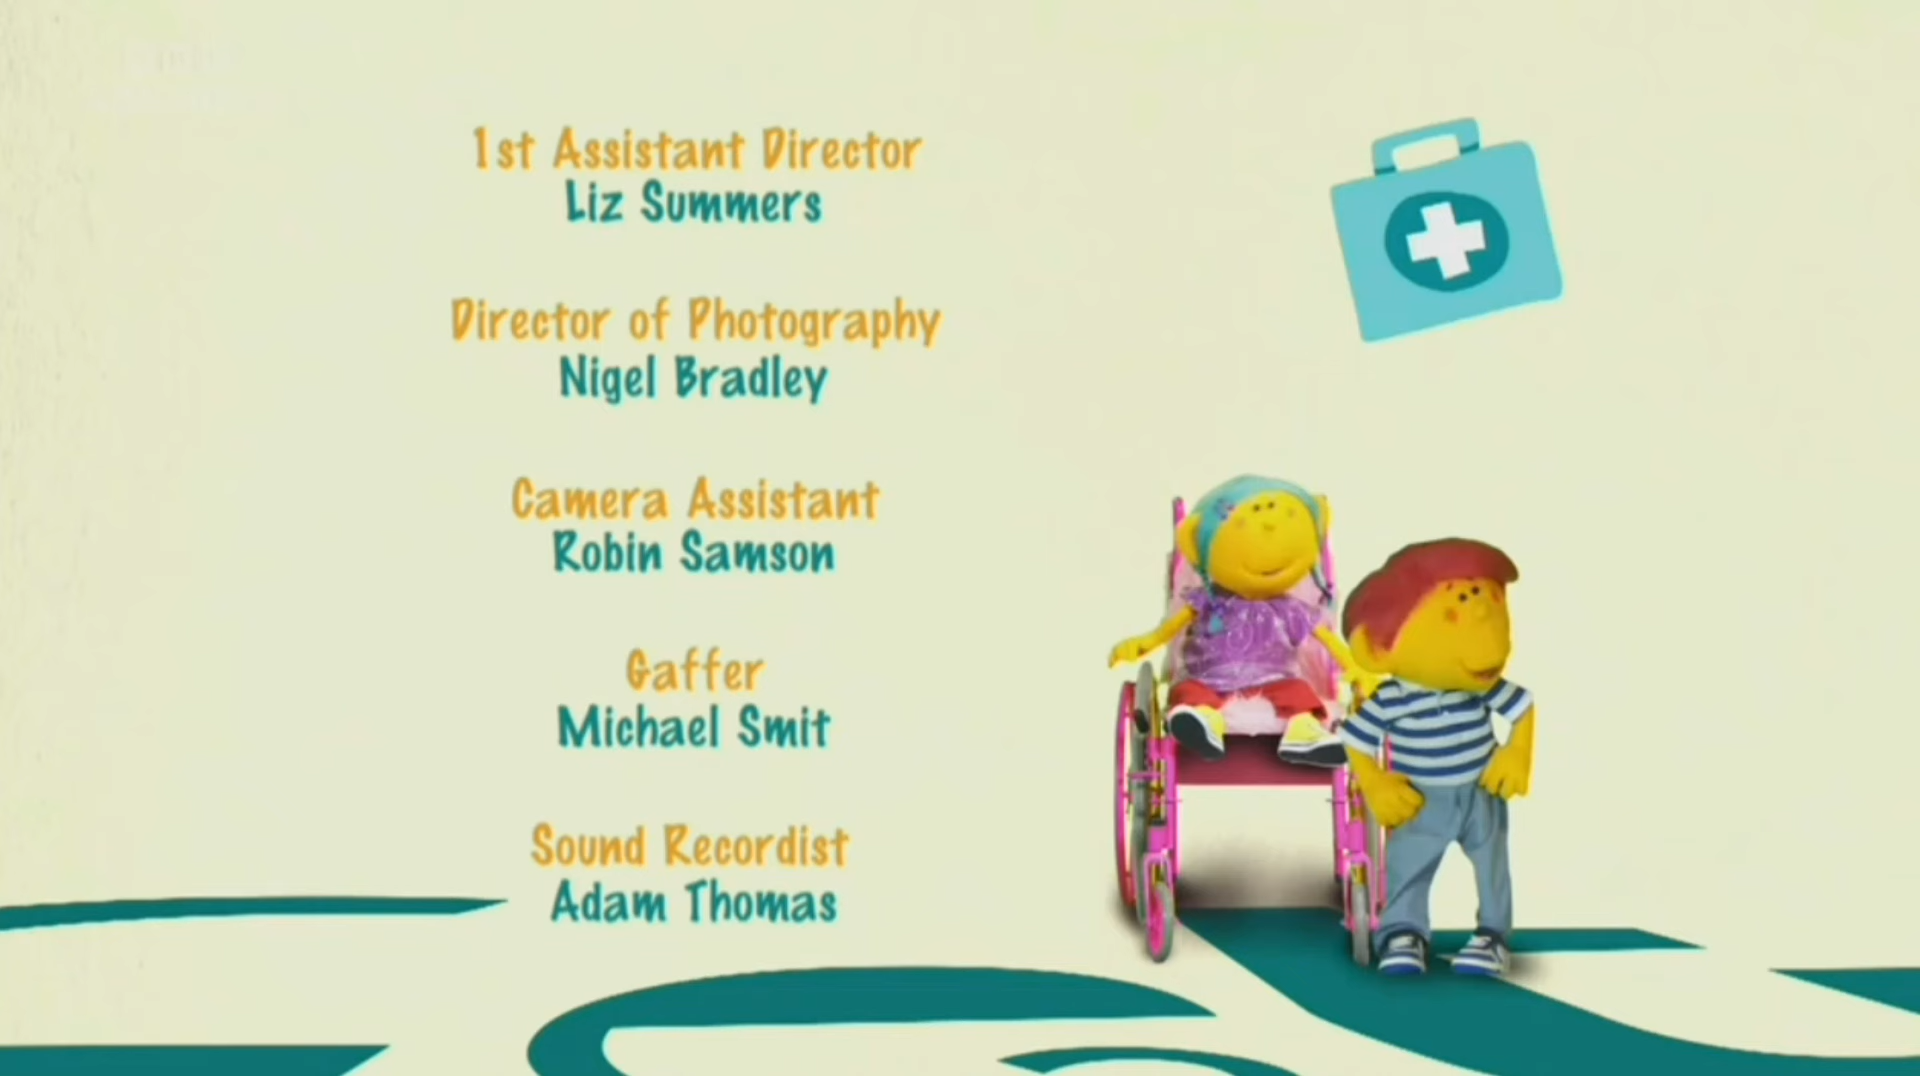 1st Assistant Director
Liz Summers
Director of Photography
Nigel Bradley
Camera Assistant
Robin Samson
Gaffer
Michael Smit
Sound Recordist
Adam Thomas